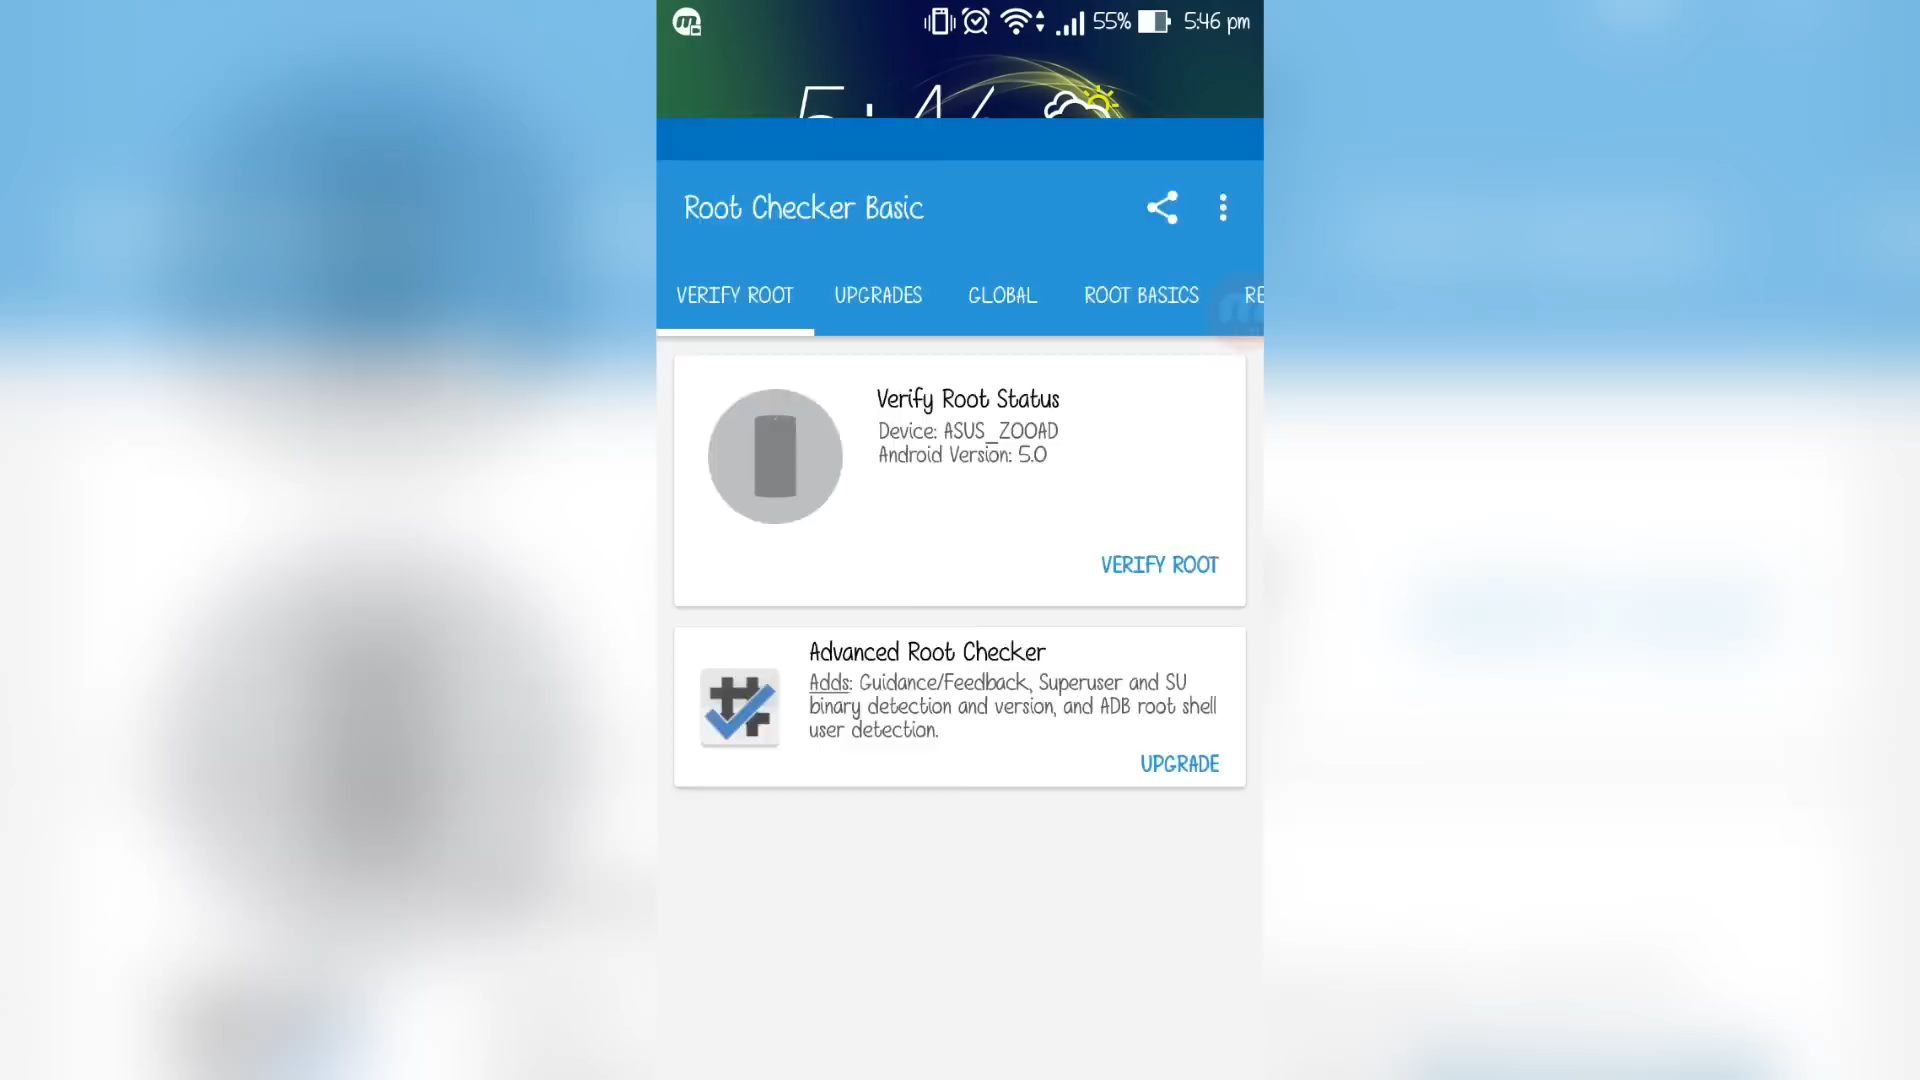 55% 5:46 pm
Root Checker Basic
VERIFY ROOT UPGRADES GLOBAL ROOT BASICS RE
Verify Root Status
Device: ASUS_Z00AD
Android Version: 5.0
VERIFY ROOT
Advanced Root Checker
Adds: Guidance/Feedback, Superuser and SU
binary detection and version, and ADB root shell
user detection.
UPGRADE